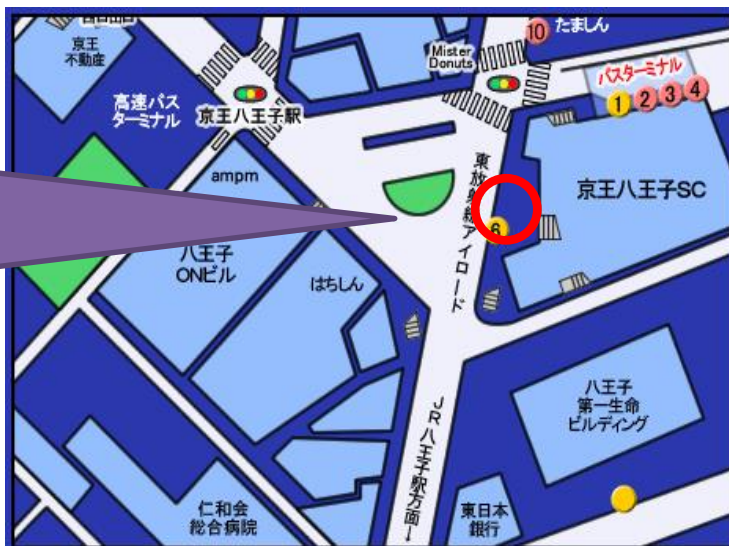 京王
不動産
高速バス
ターミナル
京王八王子駅
Mister
Donuts
10
たましん
バスターミナル
1
2
3
4
ampm
八王子
ONビル
はちしん
東放射線アイロード
6
京王八王子SC
八王子
第一生命
ビルディング
JR八王子駅方面→
仁和会
総合病院
東日本
銀行